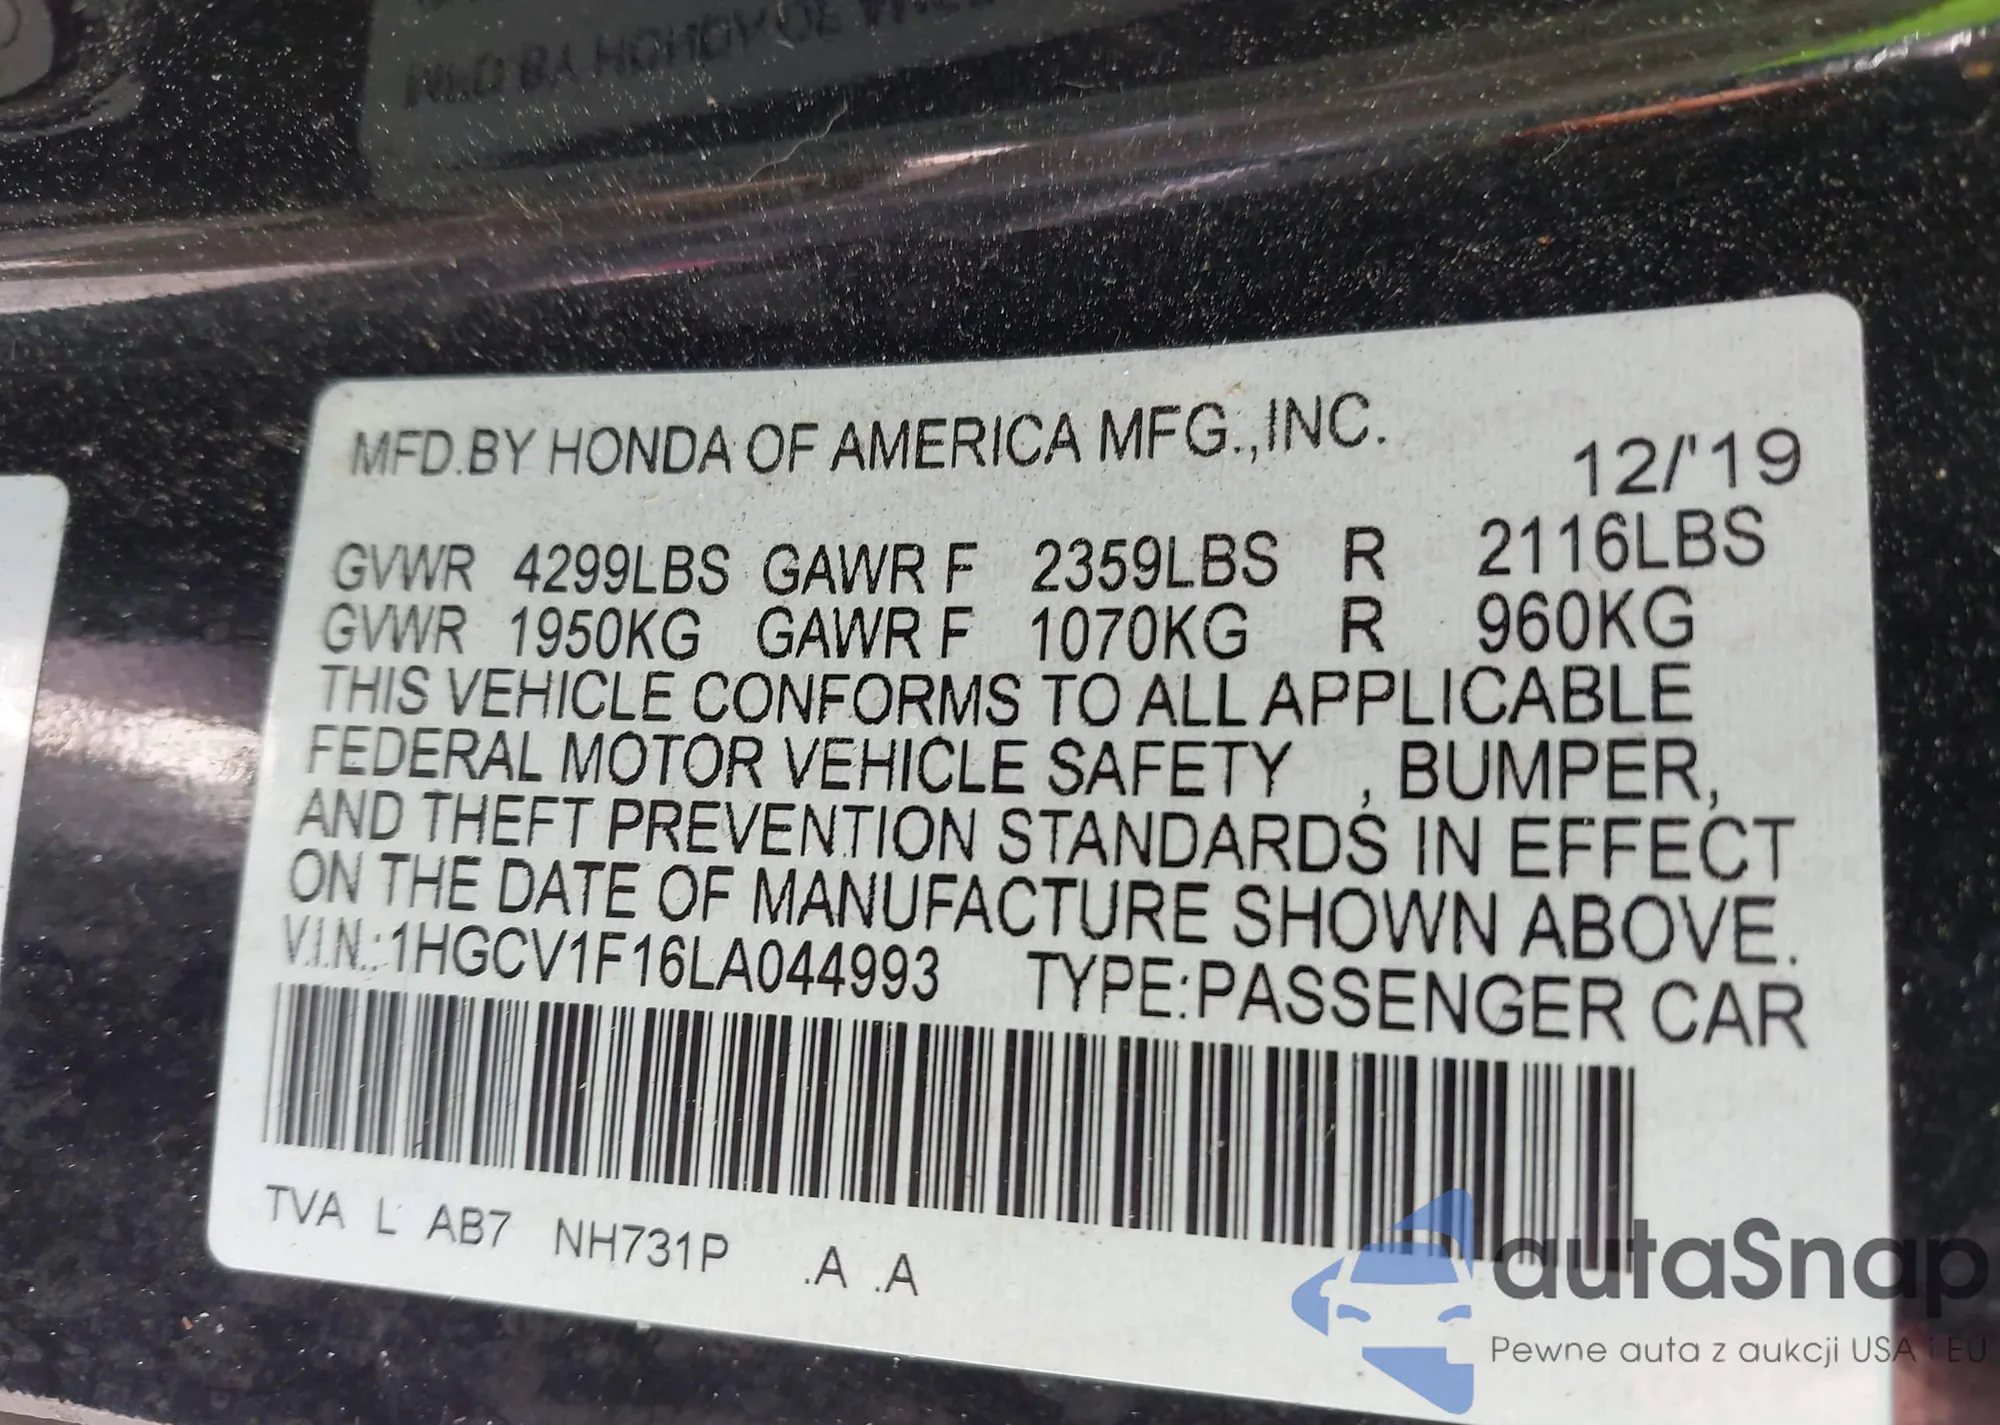 MFD.BY HONDA OF AMERICA MFG.,INC.
12/'19
GVWR 4299LBS GAWR F 2359LBS R 2116LBS
GVWR 1950KG GAWR F 1070KG R 960KG
THIS VEHICLE CONFORMS TO ALL APPLICABLE
FEDERAL MOTOR VEHICLE SAFETY , BUMPER,
AND THEFT PREVENTION STANDARDS IN EFFECT
ON THE DATE OF MANUFACTURE SHOWN ABOVE.
V.I.N.:1HGCV1F16LA044993 TYPE:PASSENGER CAR
TVA L AB7 NH731P .A .A
autaSnap
Pewne auta z aukcji USA i EU